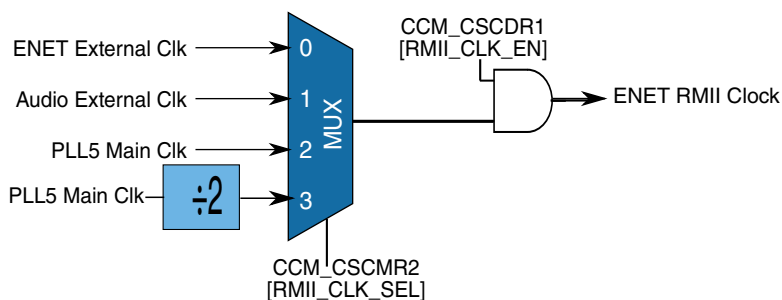 CCM_CSCDR1
[RMII_CLK_EN]
ENET External Clk
0
Audio External Clk
1
ENET RMII Clock
MUX
PLL5 Main Clk
2
PLL5 Main Clk
÷2
3
CCM_CSCMR2
[RMII_CLK_SEL]